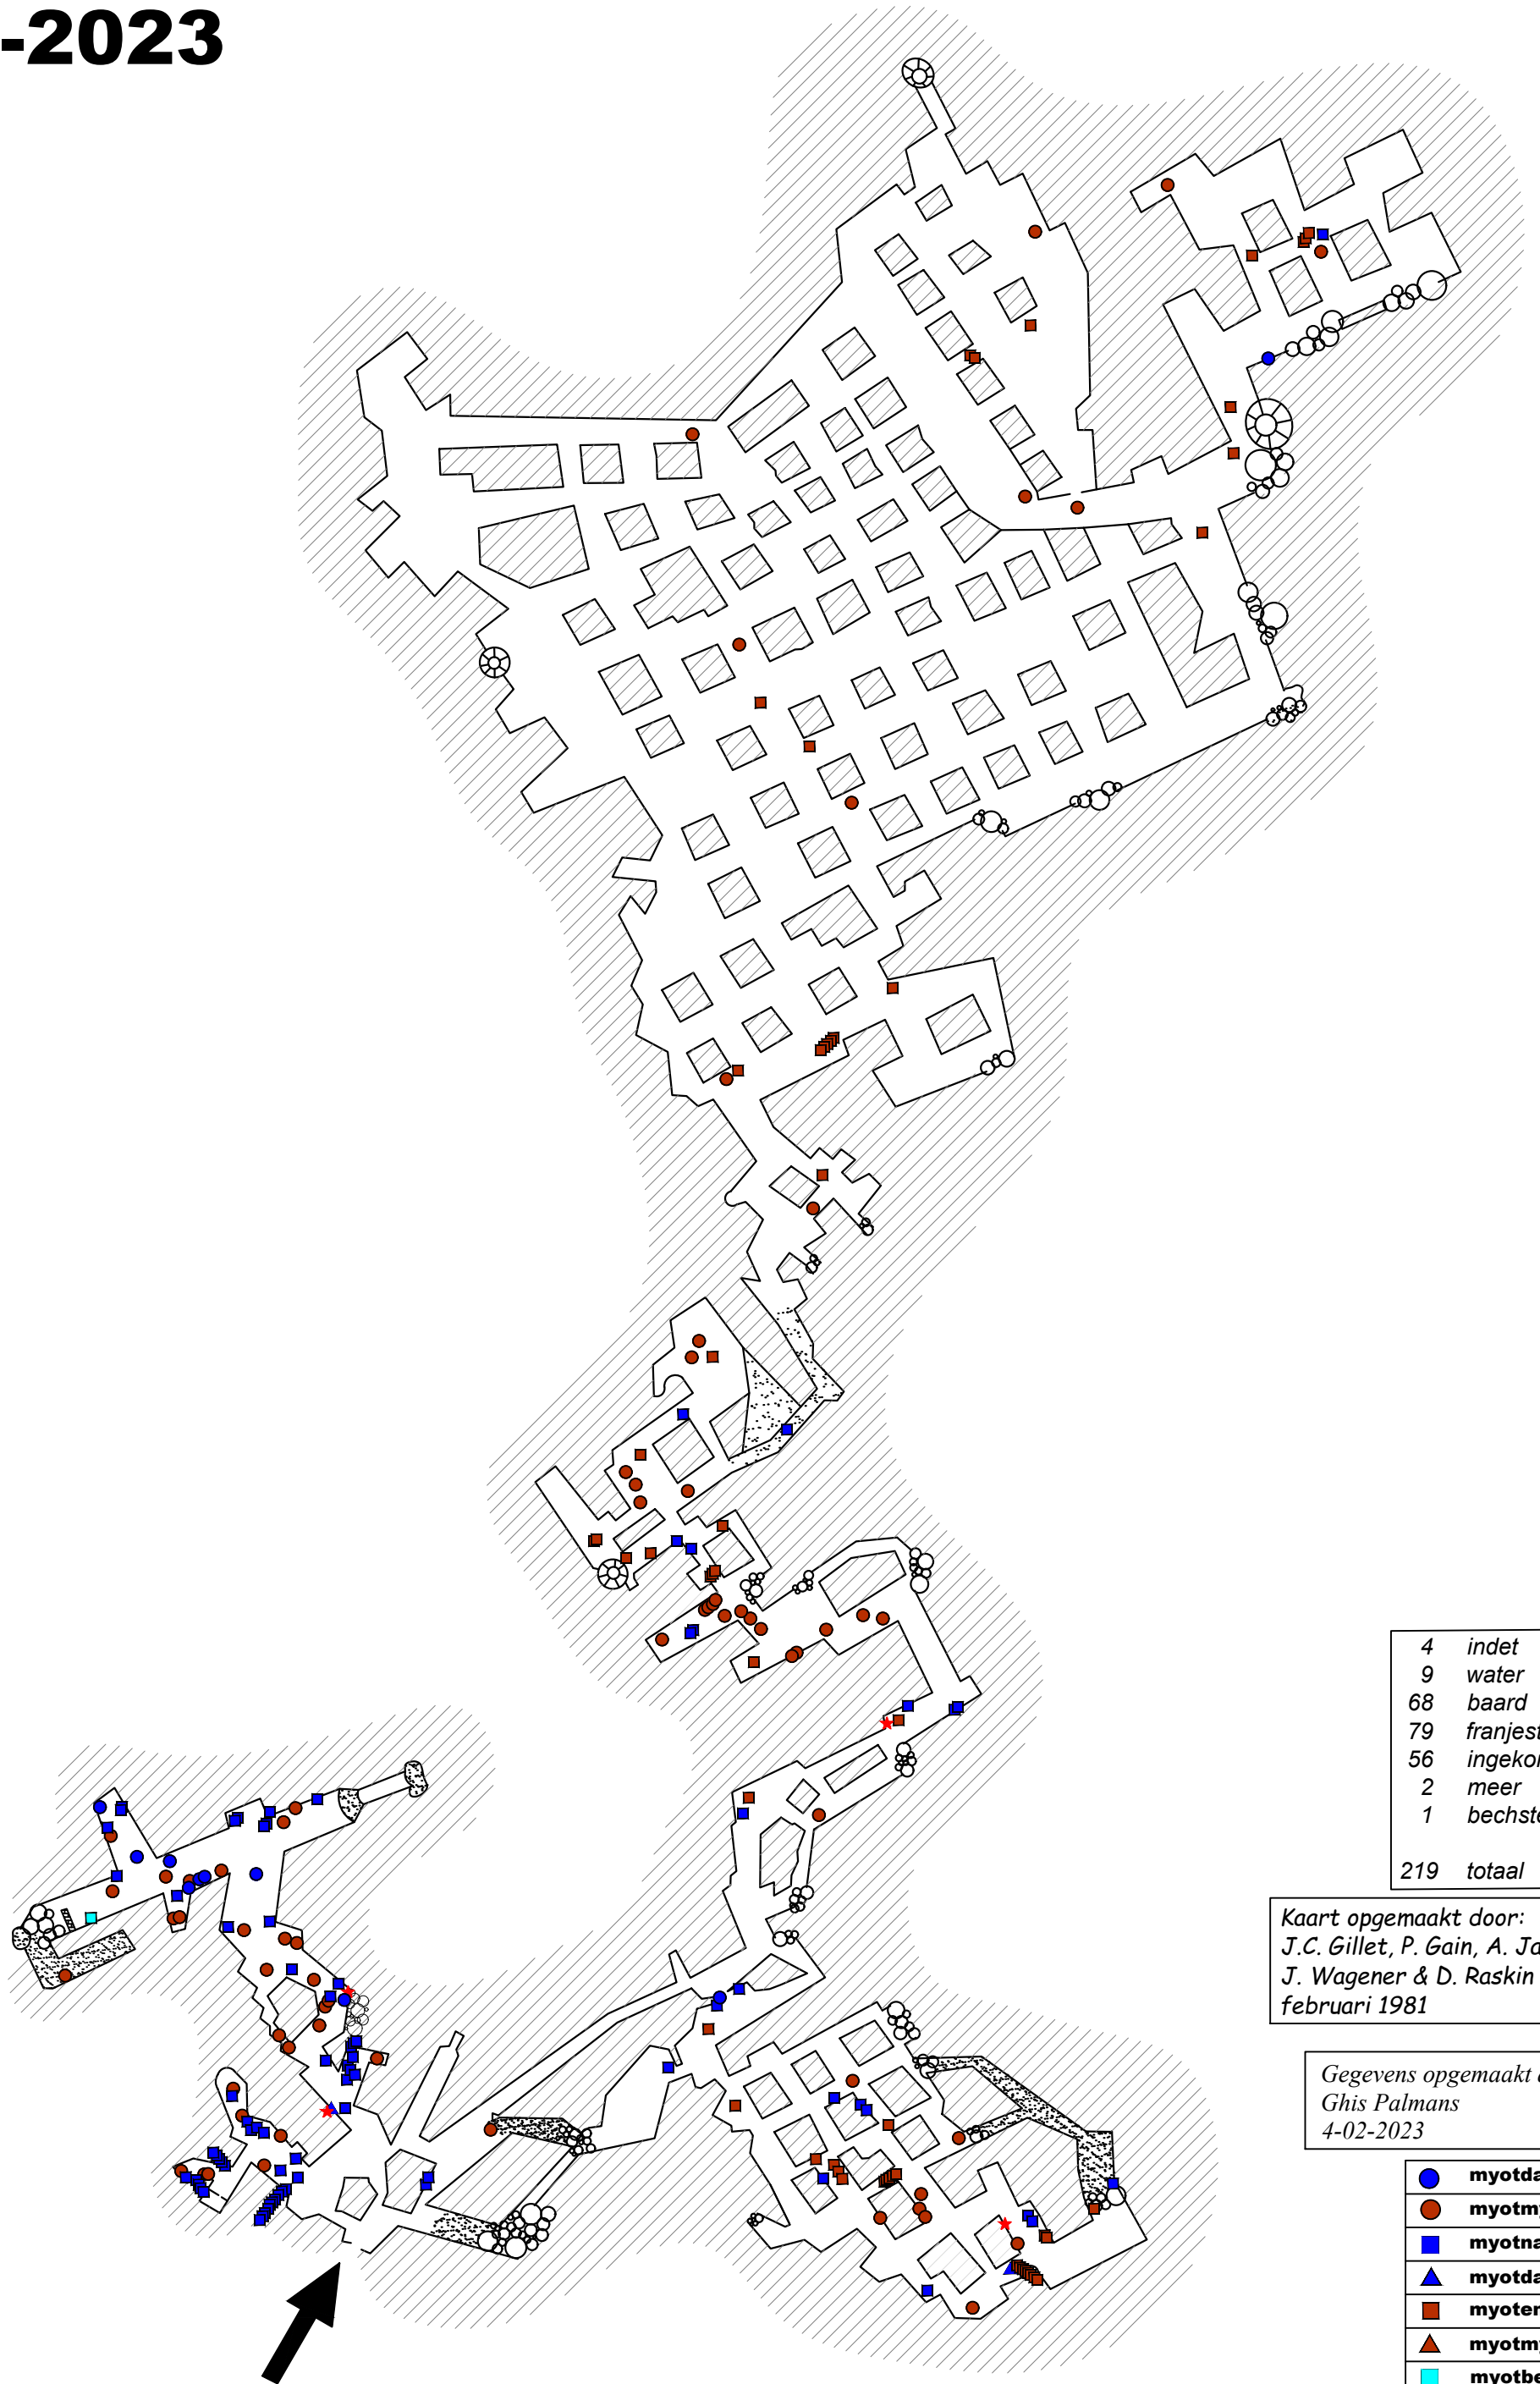 -2023
4 indet
9 water
68 baard
79 franjest
56 ingekor
2 meer
1 bechste
219 totaal
Kaart opgemaakt door:
J.C. Gillet, P. Gain, A. Ja
J. Wagener & D. Raskin
februari 1981
Gegevens opgemaakt
Ghis Palmans
4-02-2023
myotda
myotmy
myotna
myotda
myotem
myotmy
myotbe